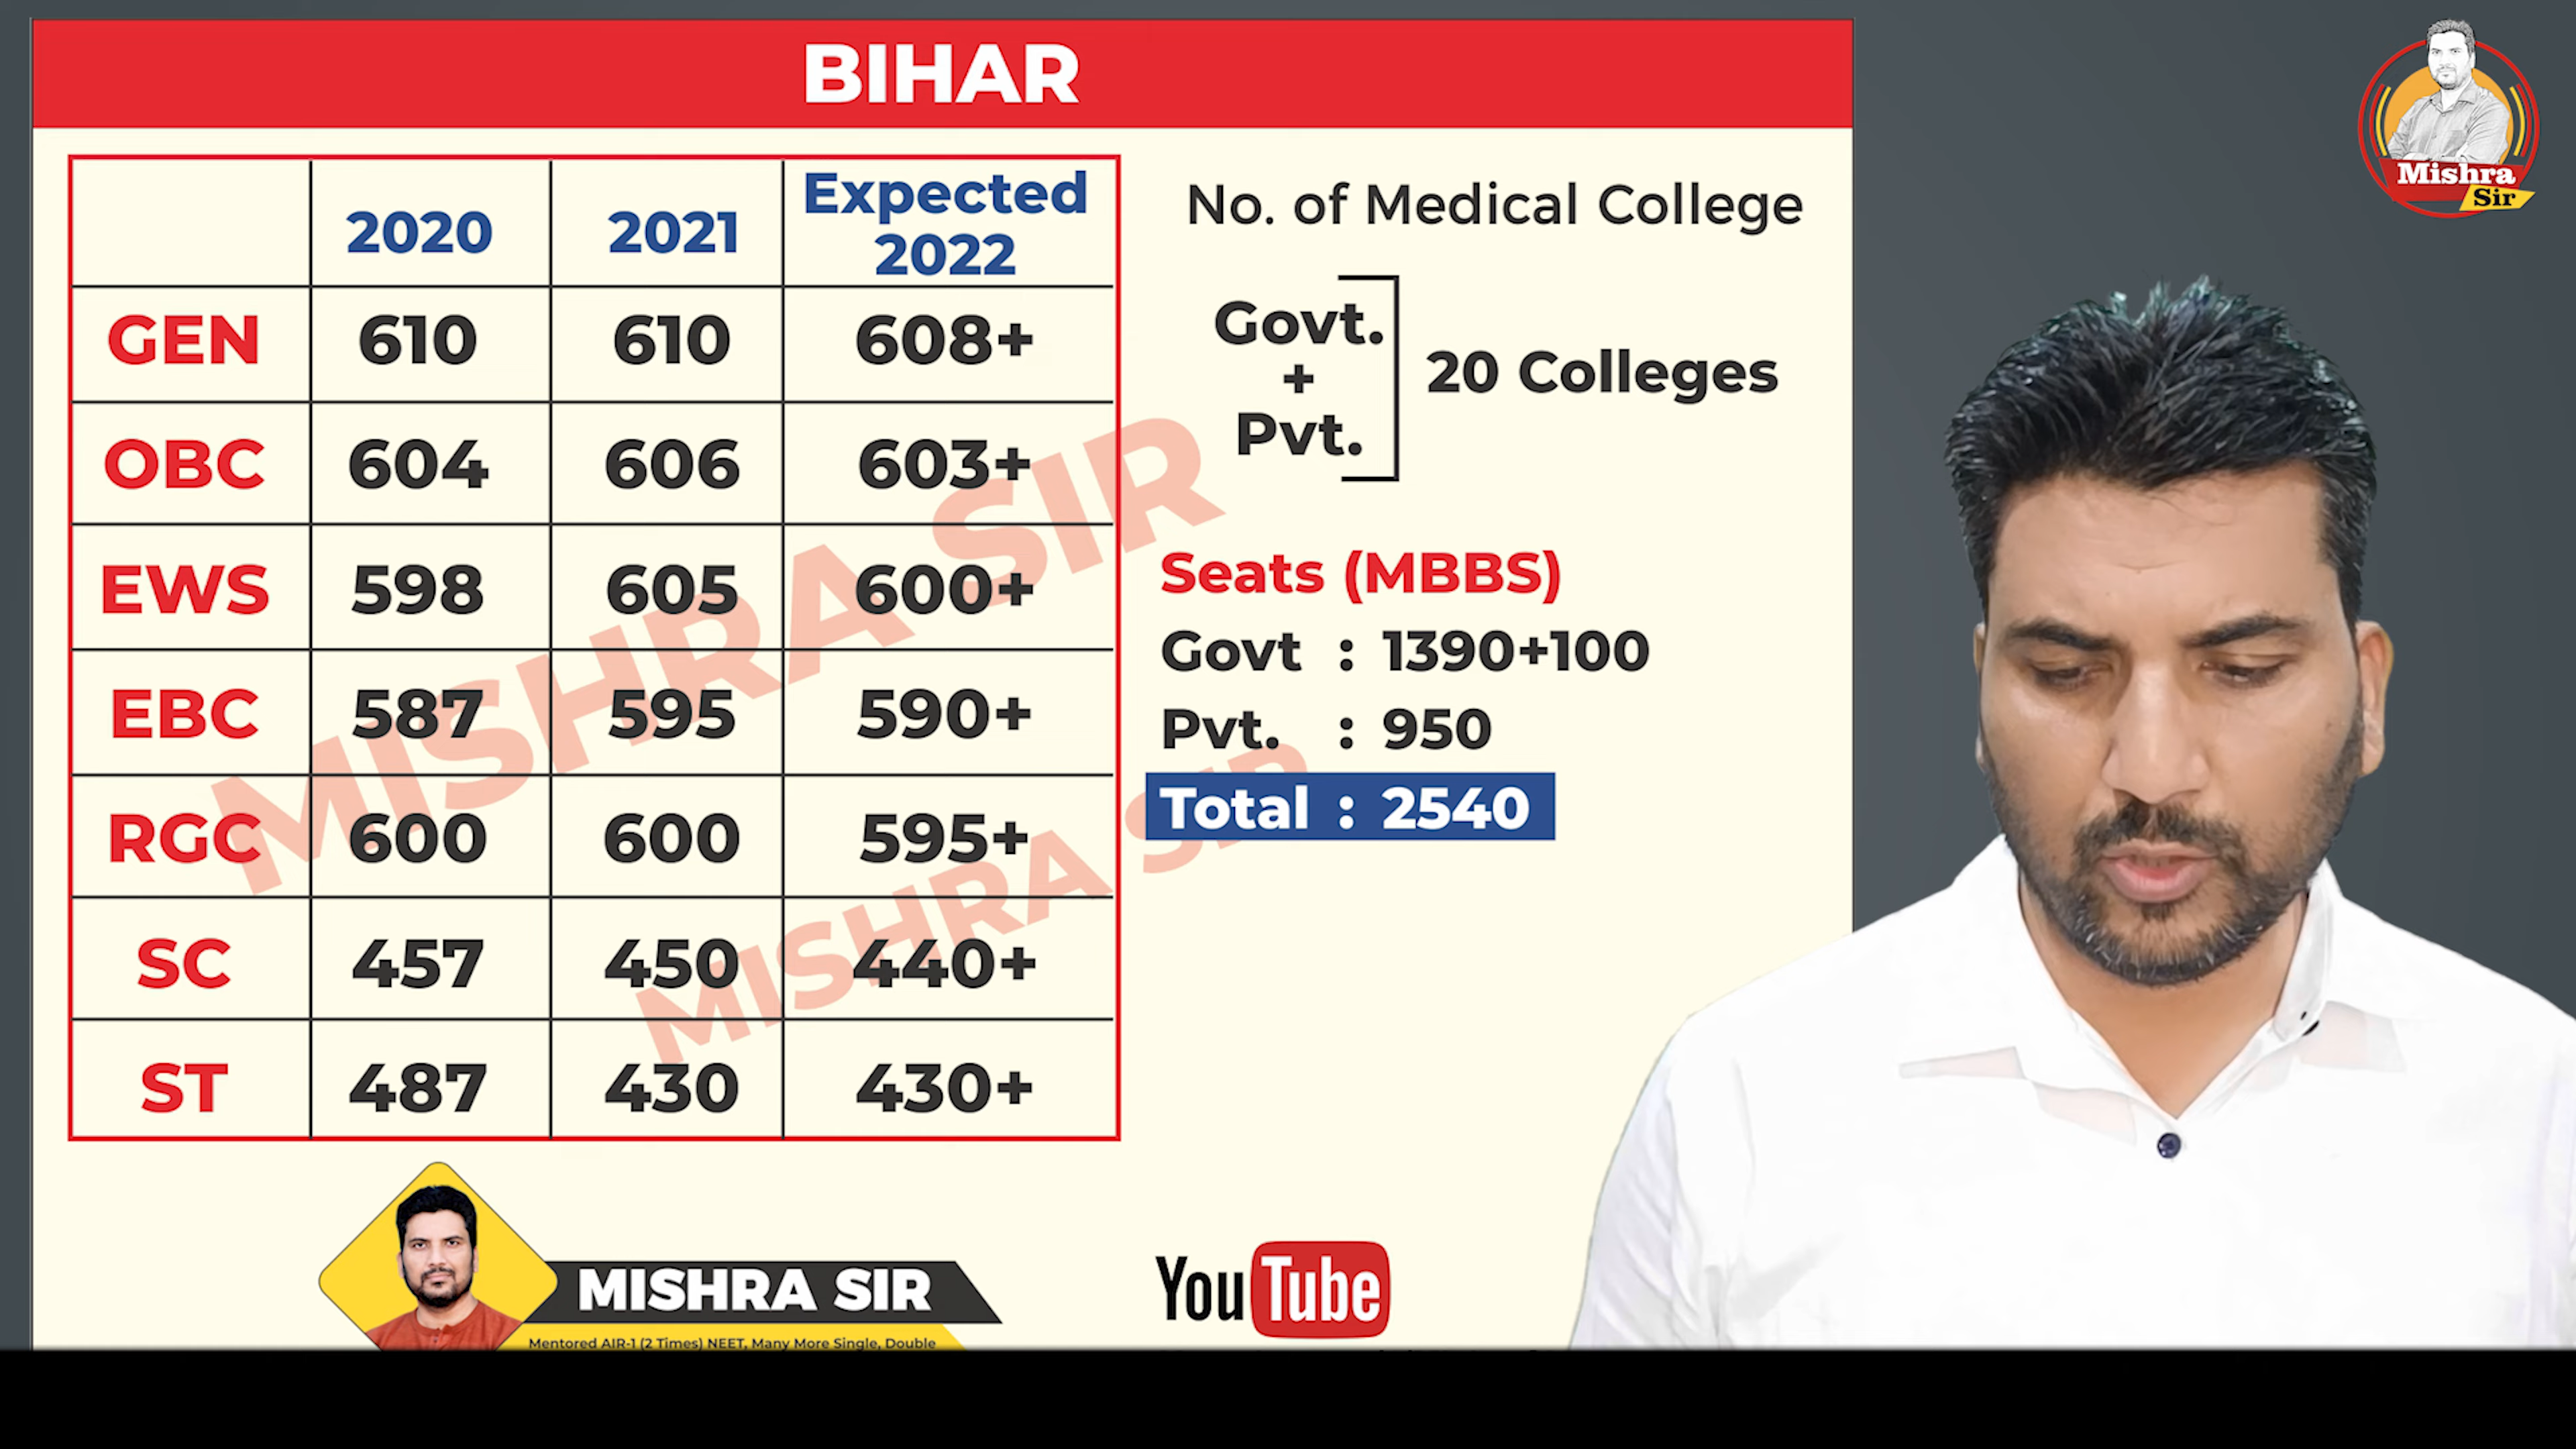 BIHAR
2020 2021 Expected 2022
GEN 610 610 608+
OBC 604 606 603+
EWS 598 605 600+
EBC 587 595 590+
RGC 600 600 595+
SC 457 450 440+
ST 487 430 430+
No. of Medical College
Govt.
+
Pvt.
20 Colleges
Seats (MBBS)
Govt : 1390+100
Pvt. : 950
Total : 2540
MISHRA SIR
MISHRA SIR
MISHRA SIR
Mentored AIR-1 (2 Times) NEET, Many More Single, Double
YouTube
Mishra
Sir